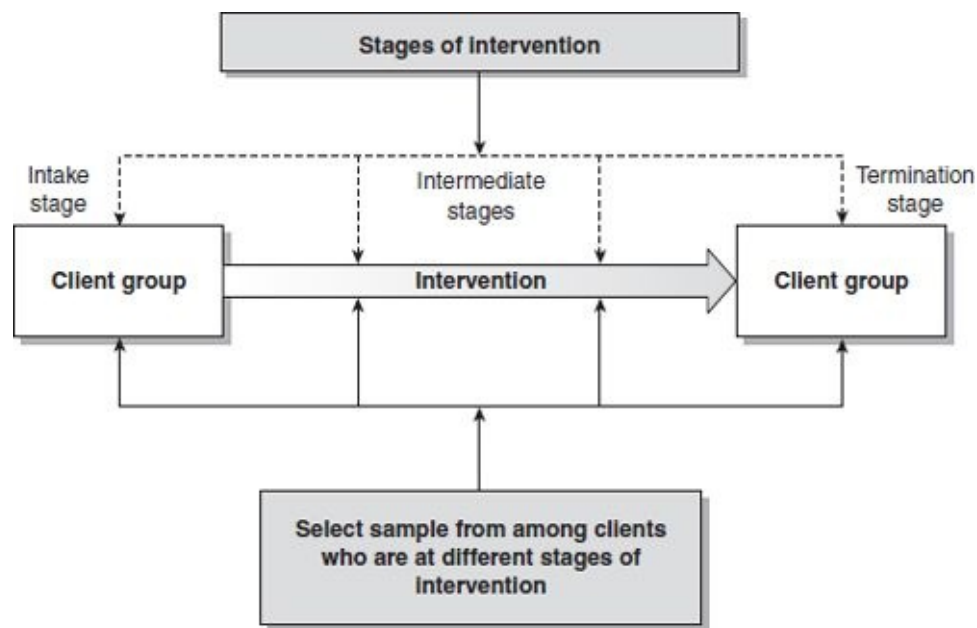 Stages of intervention
Intake
stage
Intermediate
stages
Termination
stage
Client group
Intervention
Client group
Select sample from among clients
who are at different stages of
intervention